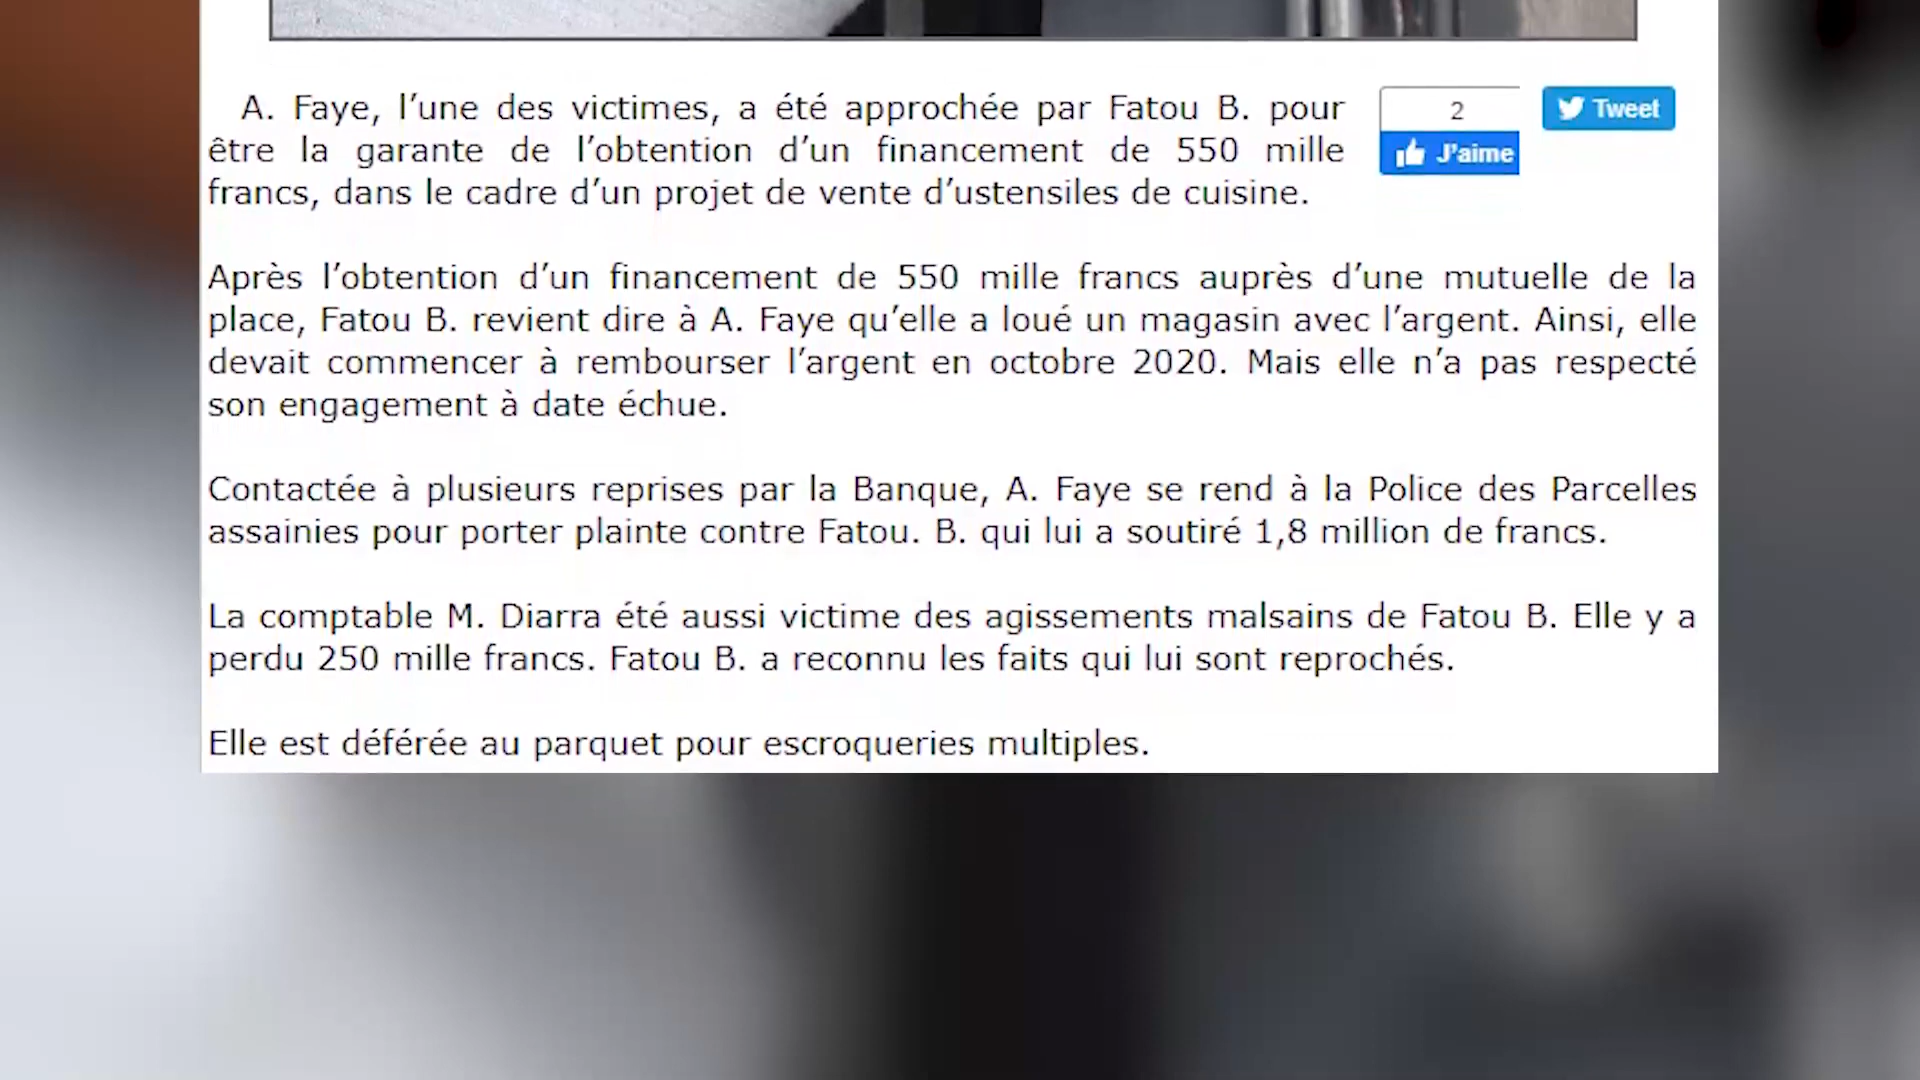 A. Faye, l’une des victimes, a été approchée par Fatou B. pour
être la garante de l’obtention d’un financement de 550 mille
francs, dans le cadre d’un projet de vente d’ustensiles de cuisine.
2
J’aime
Tweet
Après l’obtention d’un financement de 550 mille francs auprès d’une mutuelle de la
place, Fatou B. revient dire à A. Faye qu’elle a loué un magasin avec l’argent. Ainsi, elle
devait commencer à rembourser l’argent en octobre 2020. Mais elle n’a pas respecté
son engagement à date échue.
Contactée à plusieurs reprises par la Banque, A. Faye se rend à la Police des Parcelles
assainies pour porter plainte contre Fatou. B. qui lui a soutiré 1,8 million de francs.
La comptable M. Diarra été aussi victime des agissements malsains de Fatou B. Elle y a
perdu 250 mille francs. Fatou B. a reconnu les faits qui lui sont reprochés.
Elle est déférée au parquet pour escroqueries multiples.